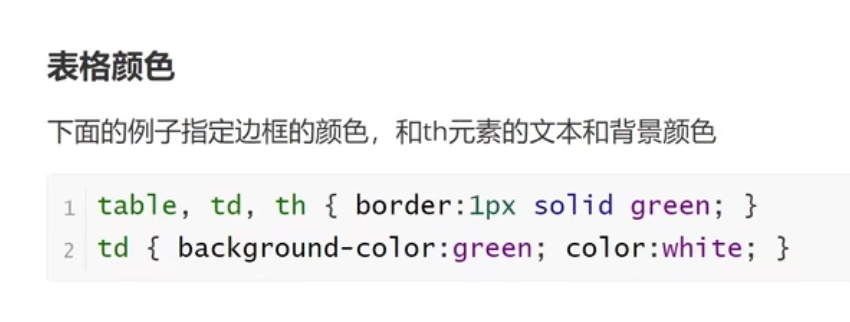 表格颜色
下面的例子指定边框的颜色，和th元素的文本和背景颜色
1 table, td, th { border:1px solid green; }
2 td { background-color:green; color:white; }